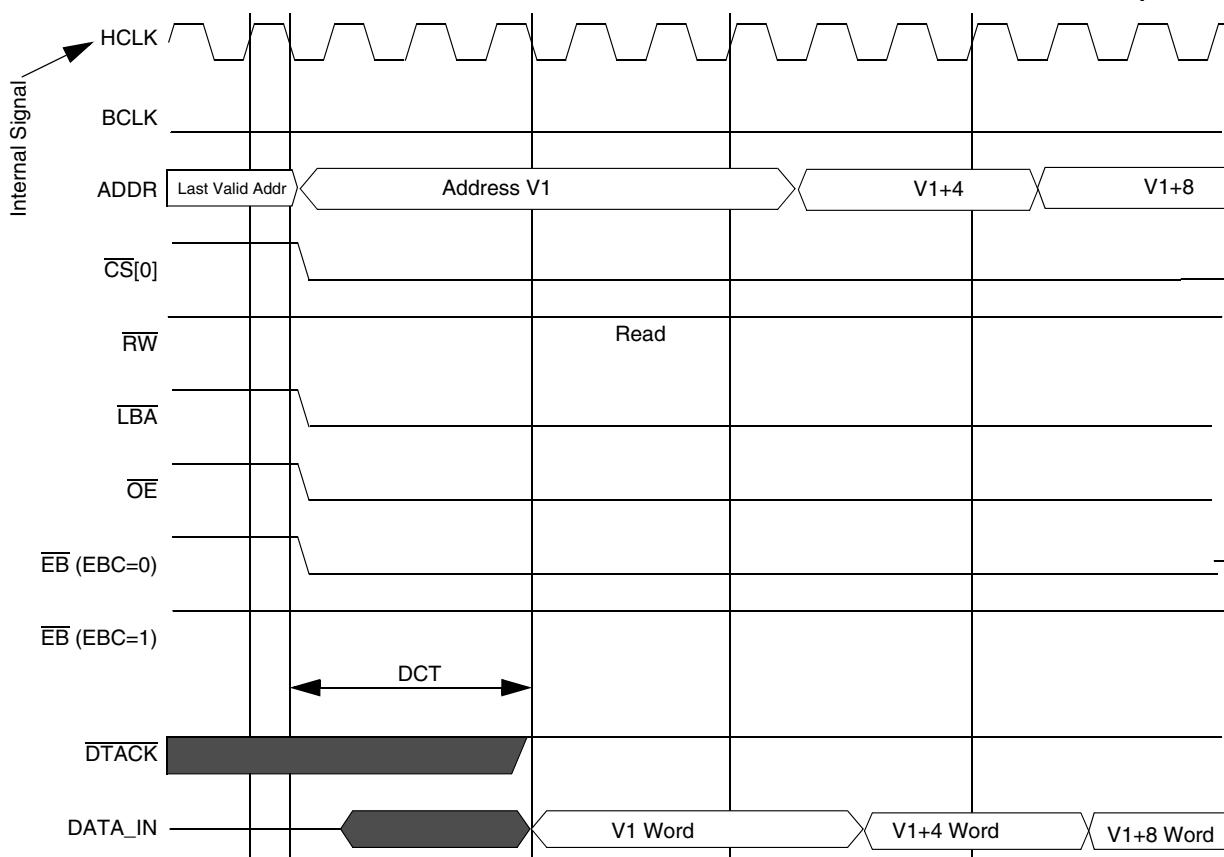 HCLK
Internal Signal
BCLK
ADDR
Last Valid Addr
Address V1
V1+4
V1+8
CS[0]
RW
Read
LBA
OE
EB (EBC=0)
EB (EBC=1)
DCT
DTACK
DATA_IN
V1 Word
V1+4 Word
V1+8 Word